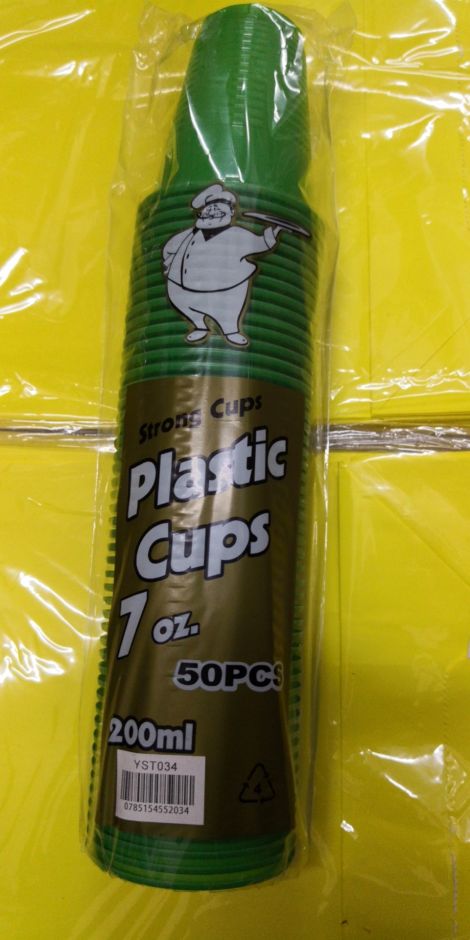 Strong Cups
Plastic
Cups
7 oz.
50PCS
200ml
YST034
0785154552034
4